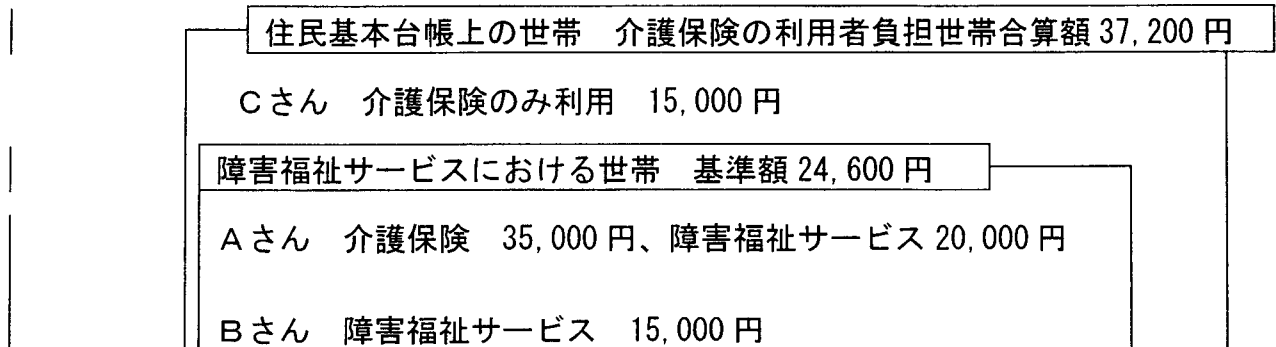 住民基本台帳上の世帯　介護保険の利用者負担世帯合算額 37,200 円
Cさん　介護保険のみ利用　15,000 円
障害福祉サービスにおける世帯　基準額 24,600 円
Aさん　介護保険　35,000 円、障害福祉サービス 20,000 円
Bさん　障害福祉サービス　15,000 円